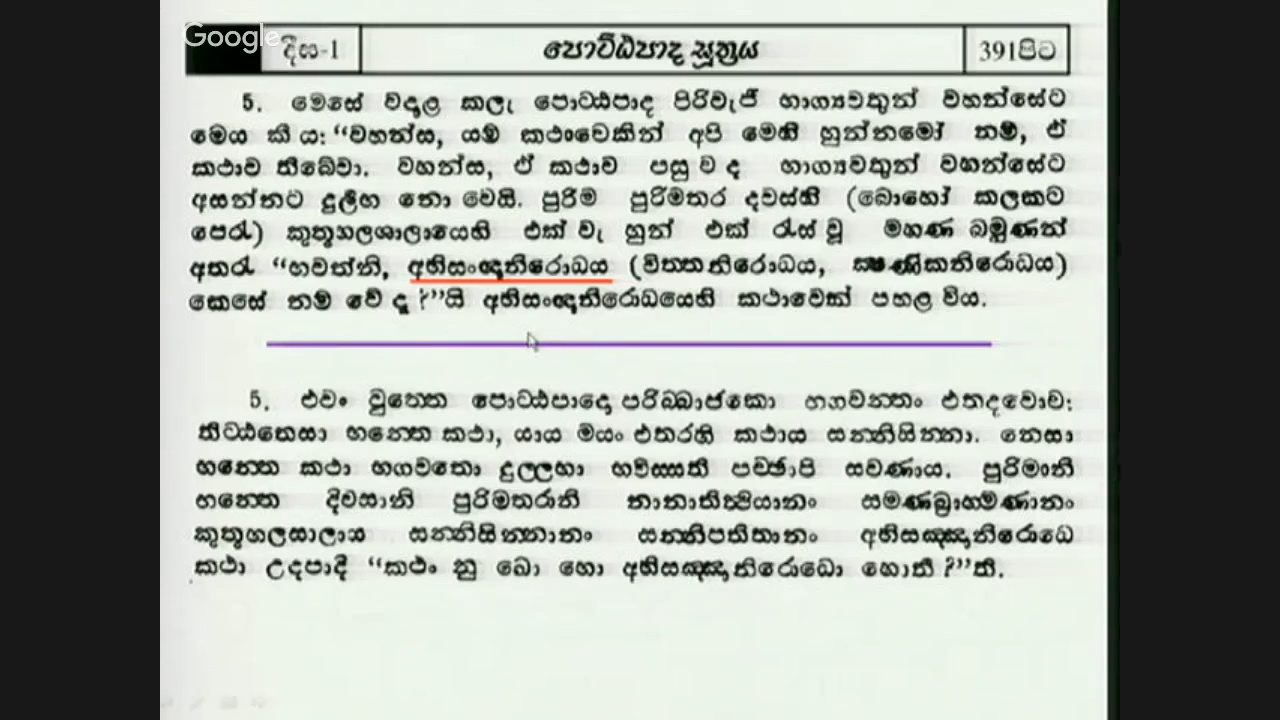 Google
දීඝ-1 පොට්ඨපාද සූත්‍රය 391පිට
5. මෙසේ වදාළ කලැ පොට්ඨපාද පිරිවැජි භාග්‍යවතුන් වහන්සේට
මෙය කී ය: “වහන්ස, යම් කථාවෙකින් අපි මෙහි හුන්නමෝ නම්, ඒ
කථාව තිබේවා. වහන්ස, ඒ කථාව පසු ව ද භාග්‍යවතුන් වහන්සේට
අසන්නට දුර්ලභ නො වෙයි. පුරිම පුරිමතර දවස්හි (බොහෝ කලකට
පෙරැ) කුතූහලශාලායෙහි එක් වැ හුන් එක් රැස් වූ මහණ බමුණන්
අතරැ “භවත්නි, අභිසංඥානිරොධය (චිත්තනිරොධය, ක්ෂණිකනිරොධය)
කෙසේ නම් වේ දැ ?”යි අභිසංඥානිරොධයෙහි කථාවෙක් පහළ විය.
5. එවං වුත්තෙ පොට්ඨපාදො පරිබ්බාජකො භගවන්තං එතදවොච:
තිට්ඨතෙසා භන්තෙ කථා, යාය මයං එතරහි කථාය සන්නිසින්නා. නෙසා
භන්තෙ කථා භගවතො දුල්ලභා භවිස්සති පච්ඡාපි සවණාය. පුරිමානි
භන්තෙ දිවසානි පුරිමතරානි නානාතිත්ථියානං සමණබ්‍රාහ්මණානං
කුතූහලසාලාය සන්නිසින්නානං සන්නිපතිතානං අභිසඤ්ඤානිරොධෙ
කථා උදපාදි “කථං නු ඛො භො අභිසඤ්ඤානිරොධො හොති ?”ති.